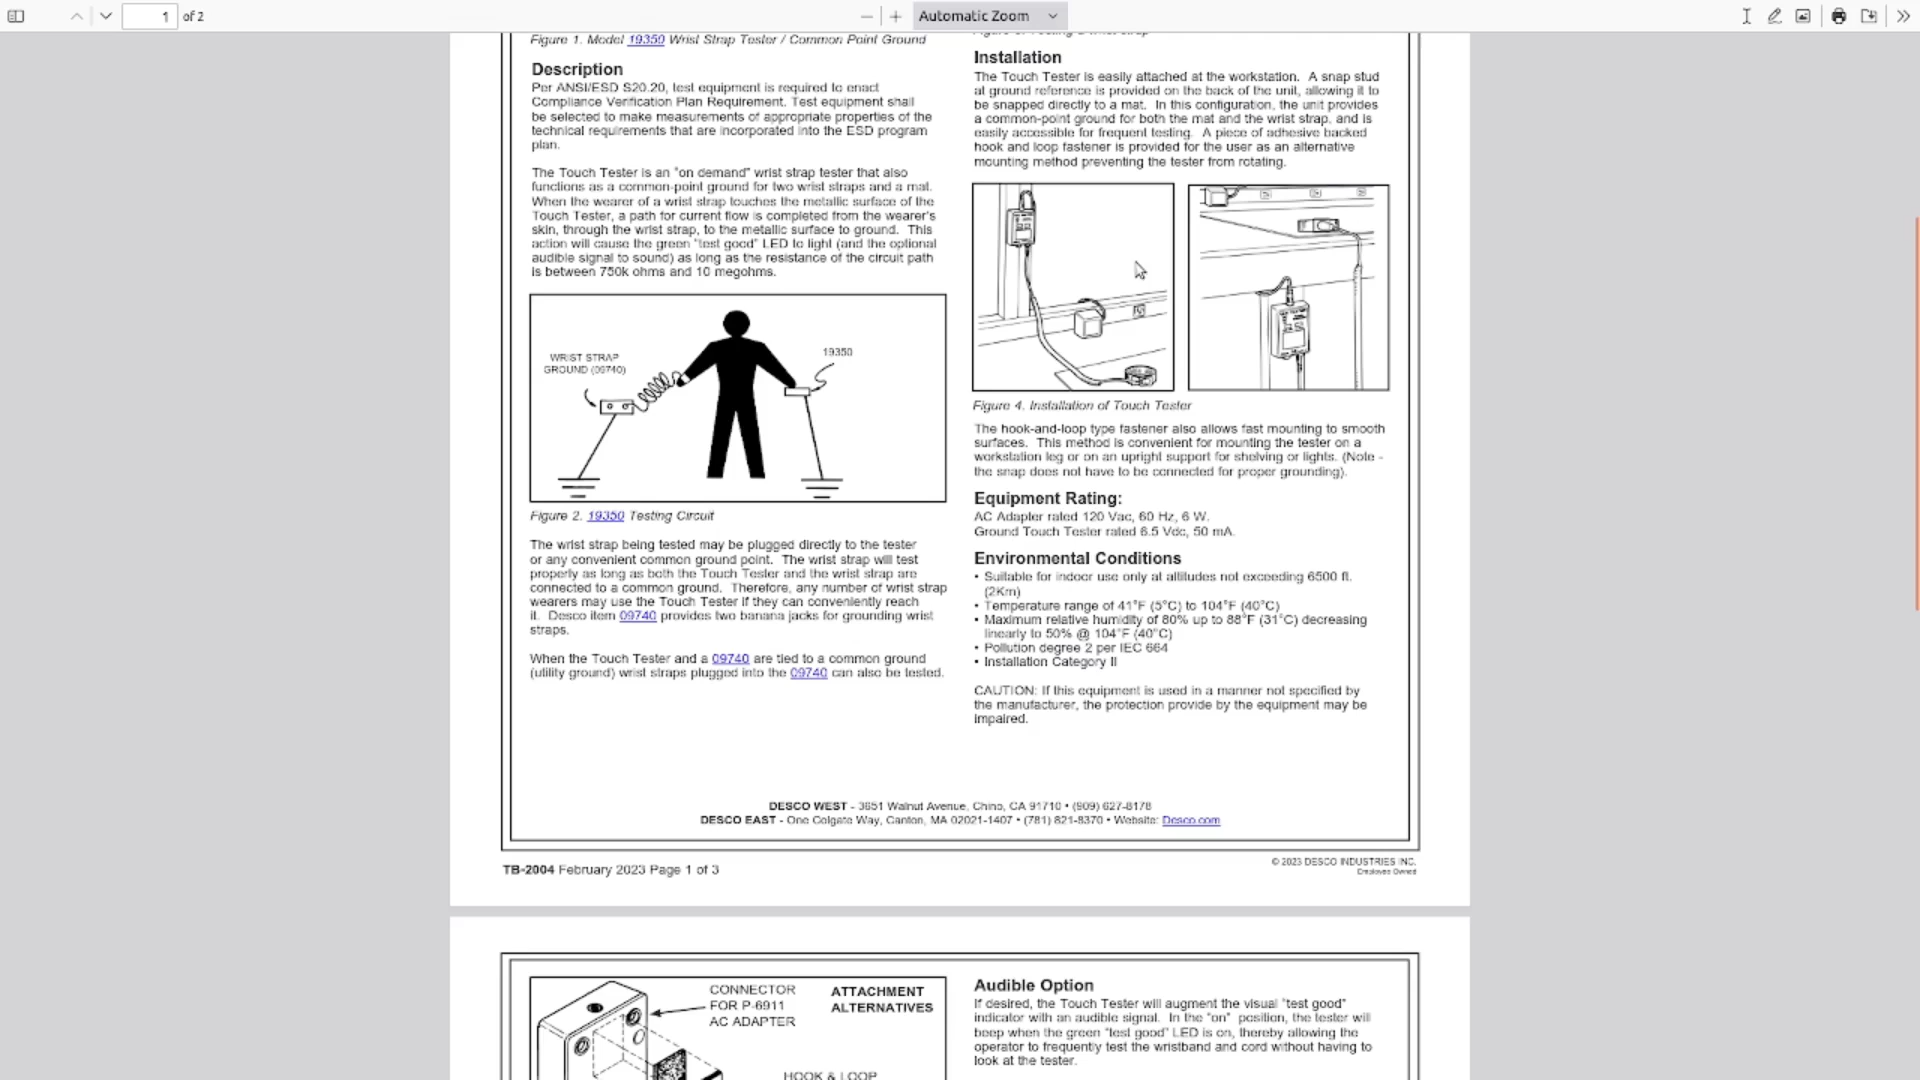 1 of 2
Automatic Zoom
Figure 1. Model 19350 Wrist Strap Tester / Common Point Ground
Description
Per ANSI/ESD S20.20, test equipment is required to enact
Compliance Verification Plan Requirement. Test equipment shall
be selected to make measurements of appropriate properties of the
technical requirements that are incorporated into the ESD program
plan.
The Touch Tester is an "on demand" wrist strap tester that also
functions as a common-point ground for two wrist straps and a mat.
When the wearer of a wrist strap touches the metallic surface of the
Touch Tester, a path for current flow is completed from the wearer's
skin, through the wrist strap, to the metallic surface to ground. This
action will cause the green "test good" LED to light (and the optional
audible signal to sound) as long as the resistance of the circuit path
is between 750k ohms and 10 megohms.
WRIST STRAP
GROUND (09740)
19350
Figure 2. 19350 Testing Circuit
The wrist strap being tested may be plugged directly to the tester
or any convenient common ground point. The wrist strap will test
properly as long as both the Touch Tester and the wrist strap are
connected to a common ground. Therefore, any number of wrist strap
wearers may use the Touch Tester if they can conveniently reach
it. Desco item 09740 provides two banana jacks for grounding wrist
straps.
When the Touch Tester and a 09740 are tied to a common ground
(utility ground) wrist straps plugged into the 09740 can also be tested.
Installation
The Touch Tester is easily attached at the workstation. A snap stud
at ground reference is provided on the back of the unit, allowing it to
be snapped directly to a mat. In this configuration, the unit provides
a common-point ground for both the mat and the wrist strap, and is
easily accessible for frequent testing. A piece of adhesive backed
hook and loop fastener is provided for the user as an alternative
mounting method preventing the tester from rotating.
Figure 4. Installation of Touch Tester
The hook-and-loop type fastener also allows fast mounting to smooth
surfaces. This method is convenient for mounting the tester on a
workstation leg or on an upright support for shelving or lights. (Note -
the snap does not have to be connected for proper grounding).
Equipment Rating:
AC Adapter rated 120 Vac, 60 Hz, 6 W.
Ground Touch Tester rated 6.5 Vdc, 50 mA.
Environmental Conditions
• Suitable for indoor use only at altitudes not exceeding 6500 ft.
(2Km)
• Temperature range of 41°F (5°C) to 104°F (40°C)
• Maximum relative humidity of 80% up to 88°F (31°C) decreasing
linearly to 50% @ 104°F (40°C)
• Pollution degree 2 per IEC 664
• Installation Category II
CAUTION: If this equipment is used in a manner not specified by
the manufacturer, the protection provide by the equipment may be
impaired.
DESCO WEST - 3651 Walnut Avenue, Chino, CA 91710 • (909) 627-8178
DESCO EAST - One Colgate Way, Canton, MA 02021-1407 • (781) 821-8370 • Website: Desco.com
TB-2004 February 2023 Page 1 of 3
© 2023 DESCO INDUSTRIES INC.
Employee Owned
CONNECTOR
FOR P-6911
AC ADAPTER
ATTACHMENT
ALTERNATIVES
HOOK & LOOP
Audible Option
If desired, the Touch Tester will augment the visual "test good"
indicator with an audible signal. In the "on" position, the tester will
beep when the green "test good" LED is on, thereby allowing the
operator to frequently test the wristband and cord without having to
look at the tester.